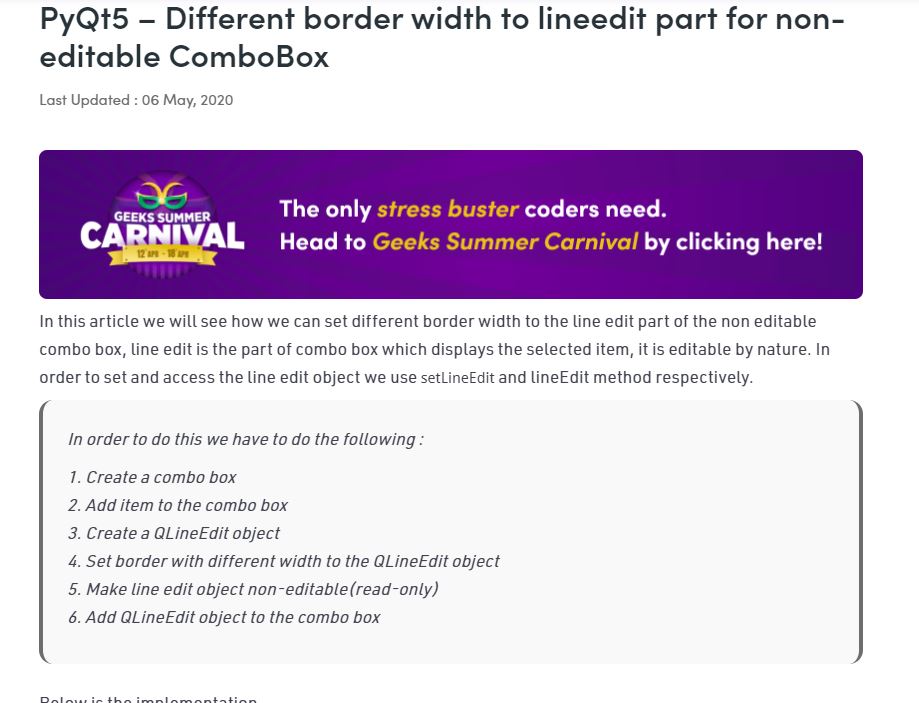 PyQt5 – Different border width to lineedit part for non-
editable ComboBox
Last Updated : 06 May, 2020
GEEKS SUMMER
CARNIVAL
12 APR - 18 APR
The only stress buster coders need.
Head to Geeks Summer Carnival by clicking here!
In this article we will see how we can set different border width to the line edit part of the non editable
combo box, line edit is the part of combo box which displays the selected item, it is editable by nature. In
order to set and access the line edit object we use setLineEdit and lineEdit method respectively.
In order to do this we have to do the following :
1. Create a combo box
2. Add item to the combo box
3. Create a QLineEdit object
4. Set border with different width to the QLineEdit object
5. Make line edit object non-editable(read-only)
6. Add QLineEdit object to the combo box
Below is the implementation